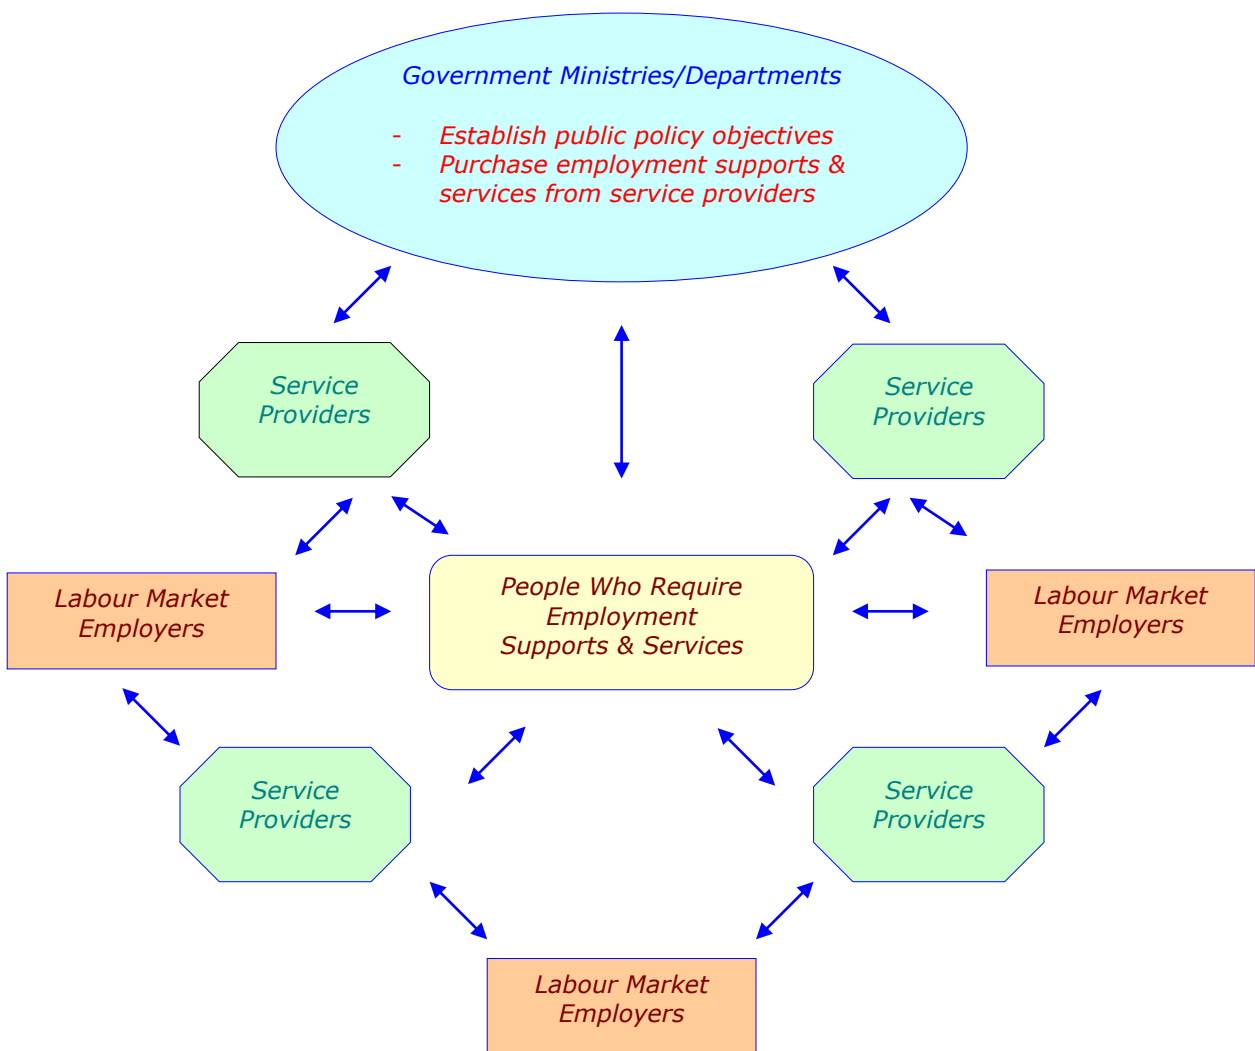 Government Ministries/Departments
- Establish public policy objectives
- Purchase employment supports &
services from service providers
Service
Providers
Service
Providers
Labour Market
Employers
People Who Require
Employment
Supports & Services
Labour Market
Employers
Service
Providers
Service
Providers
Labour Market
Employers